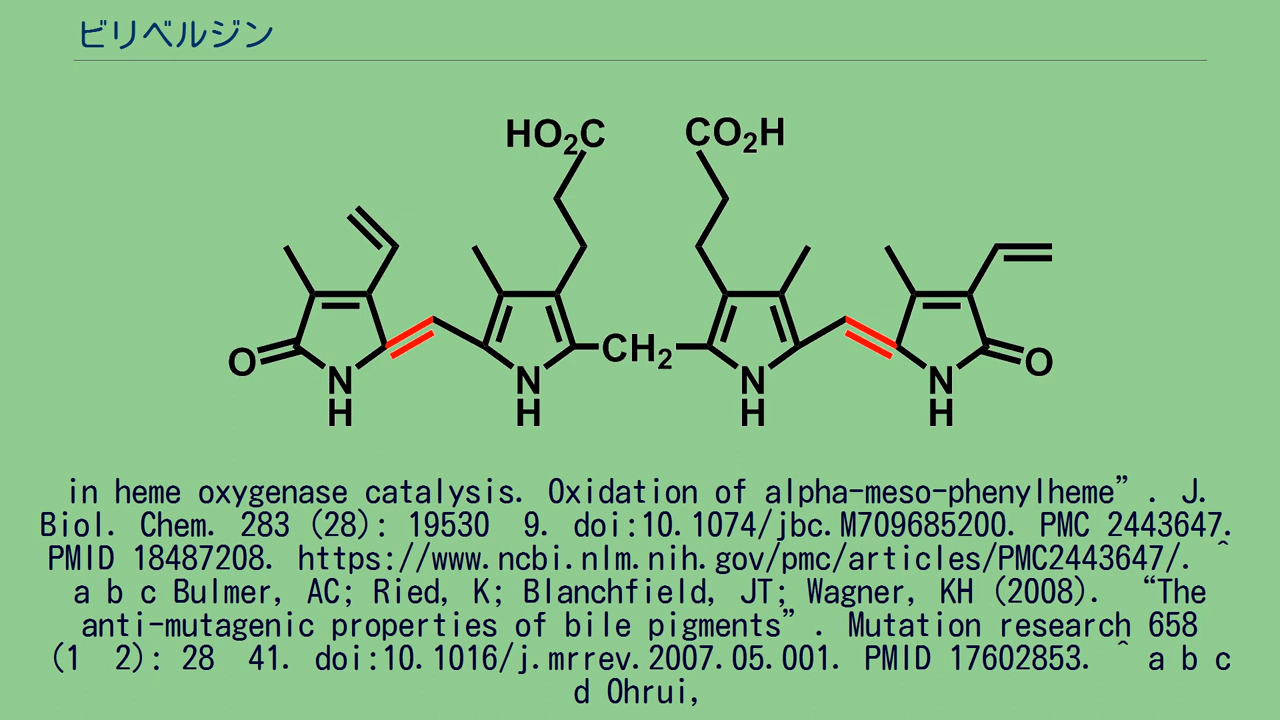 ビリベルジン
HO2C CO2H
O N H N H CH2 N H N H O
in heme oxygenase catalysis. Oxidation of alpha-meso-phenylheme” . J.
Biol. Chem. 283 (28): 19530 9. doi:10.1074/jbc.M709685200. PMC 2443647.
PMID 18487208. https://www.ncbi.nlm.nih.gov/pmc/articles/PMC2443647/. ^
a b c Bulmer, AC; Ried, K; Blanchfield, JT; Wagner, KH (2008). “The
anti-mutagenic properties of bile pigments” . Mutation research 658
(1 2): 28 41. doi:10.1016/j.mrrev.2007.05.001. PMID 17602853. ^ a b c
d Ohrui,